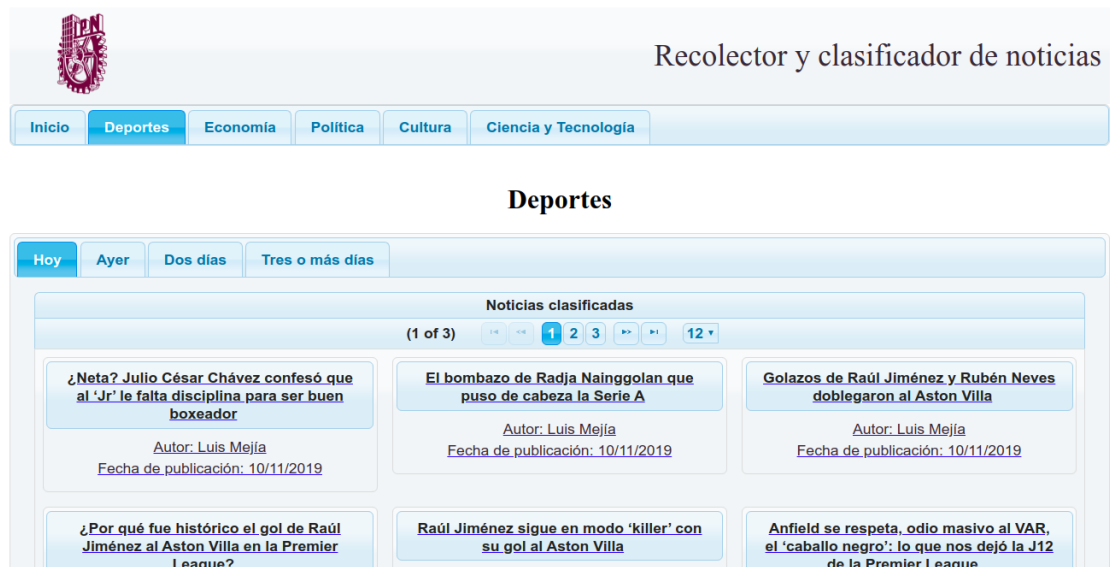 IPN
Recolector y clasificador de noticias
Inicio Deportes Economía Política Cultura Ciencia y Tecnología
Deportes
Hoy Ayer Dos días Tres o más días
Noticias clasificadas
(1 of 3) 1 2 3 12
¿Neta? Julio César Chávez confesó que
al ‘Jr’ le falta disciplina para ser buen
boxeador
Autor: Luis Mejía
Fecha de publicación: 10/11/2019
El bombazo de Radja Nainggolan que
puso de cabeza la Serie A
Autor: Luis Mejía
Fecha de publicación: 10/11/2019
Golazos de Raúl Jiménez y Rubén Neves
doblegaron al Aston Villa
Autor: Luis Mejía
Fecha de publicación: 10/11/2019
¿Por qué fue histórico el gol de Raúl
Jiménez al Aston Villa en la Premier
League?
Raúl Jiménez sigue en modo ‘killer’ con
su gol al Aston Villa
Anfield se respeta, odio masivo al VAR,
el ‘caballo negro’: lo que nos dejó la J12
de la Premier League